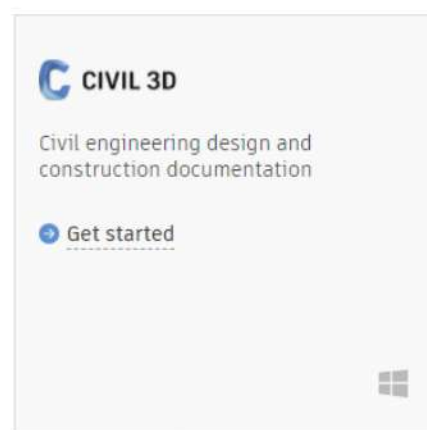 CIVIL 3D
Civil engineering design and
construction documentation
Get started